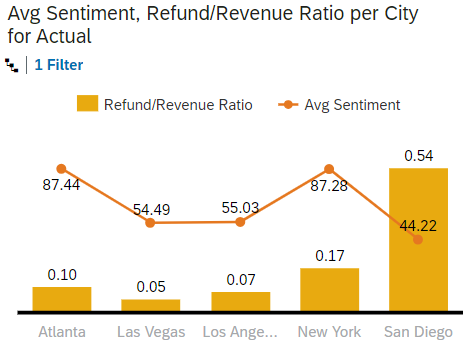 Avg Sentiment, Refund/Revenue Ratio per City
for Actual
1 Filter
Refund/Revenue Ratio Avg Sentiment
0.54
87.44 54.49 55.03 87.28 44.22
0.10 0.05 0.07 0.17
Atlanta Las Vegas Los Ange... New York San Diego